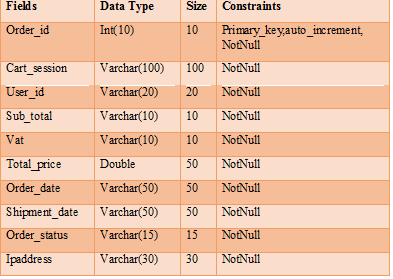 Fields Data Type Size Constraints
Order_id Int(10) 10 Primary_key,auto_increment,
NotNull
Cart_session Varchar(100) 100 NotNull
User_id Varchar(20) 20 NotNull
Sub_total Varchar(10) 10 NotNull
Vat Varchar(10) 10 NotNull
Total_price Double 50 NotNull
Order_date Varchar(50) 50 NotNull
Shipment_date Varchar(50) 50 NotNull
Order_status Varchar(15) 15 NotNull
Ipaddress Varchar(30) 30 NotNull